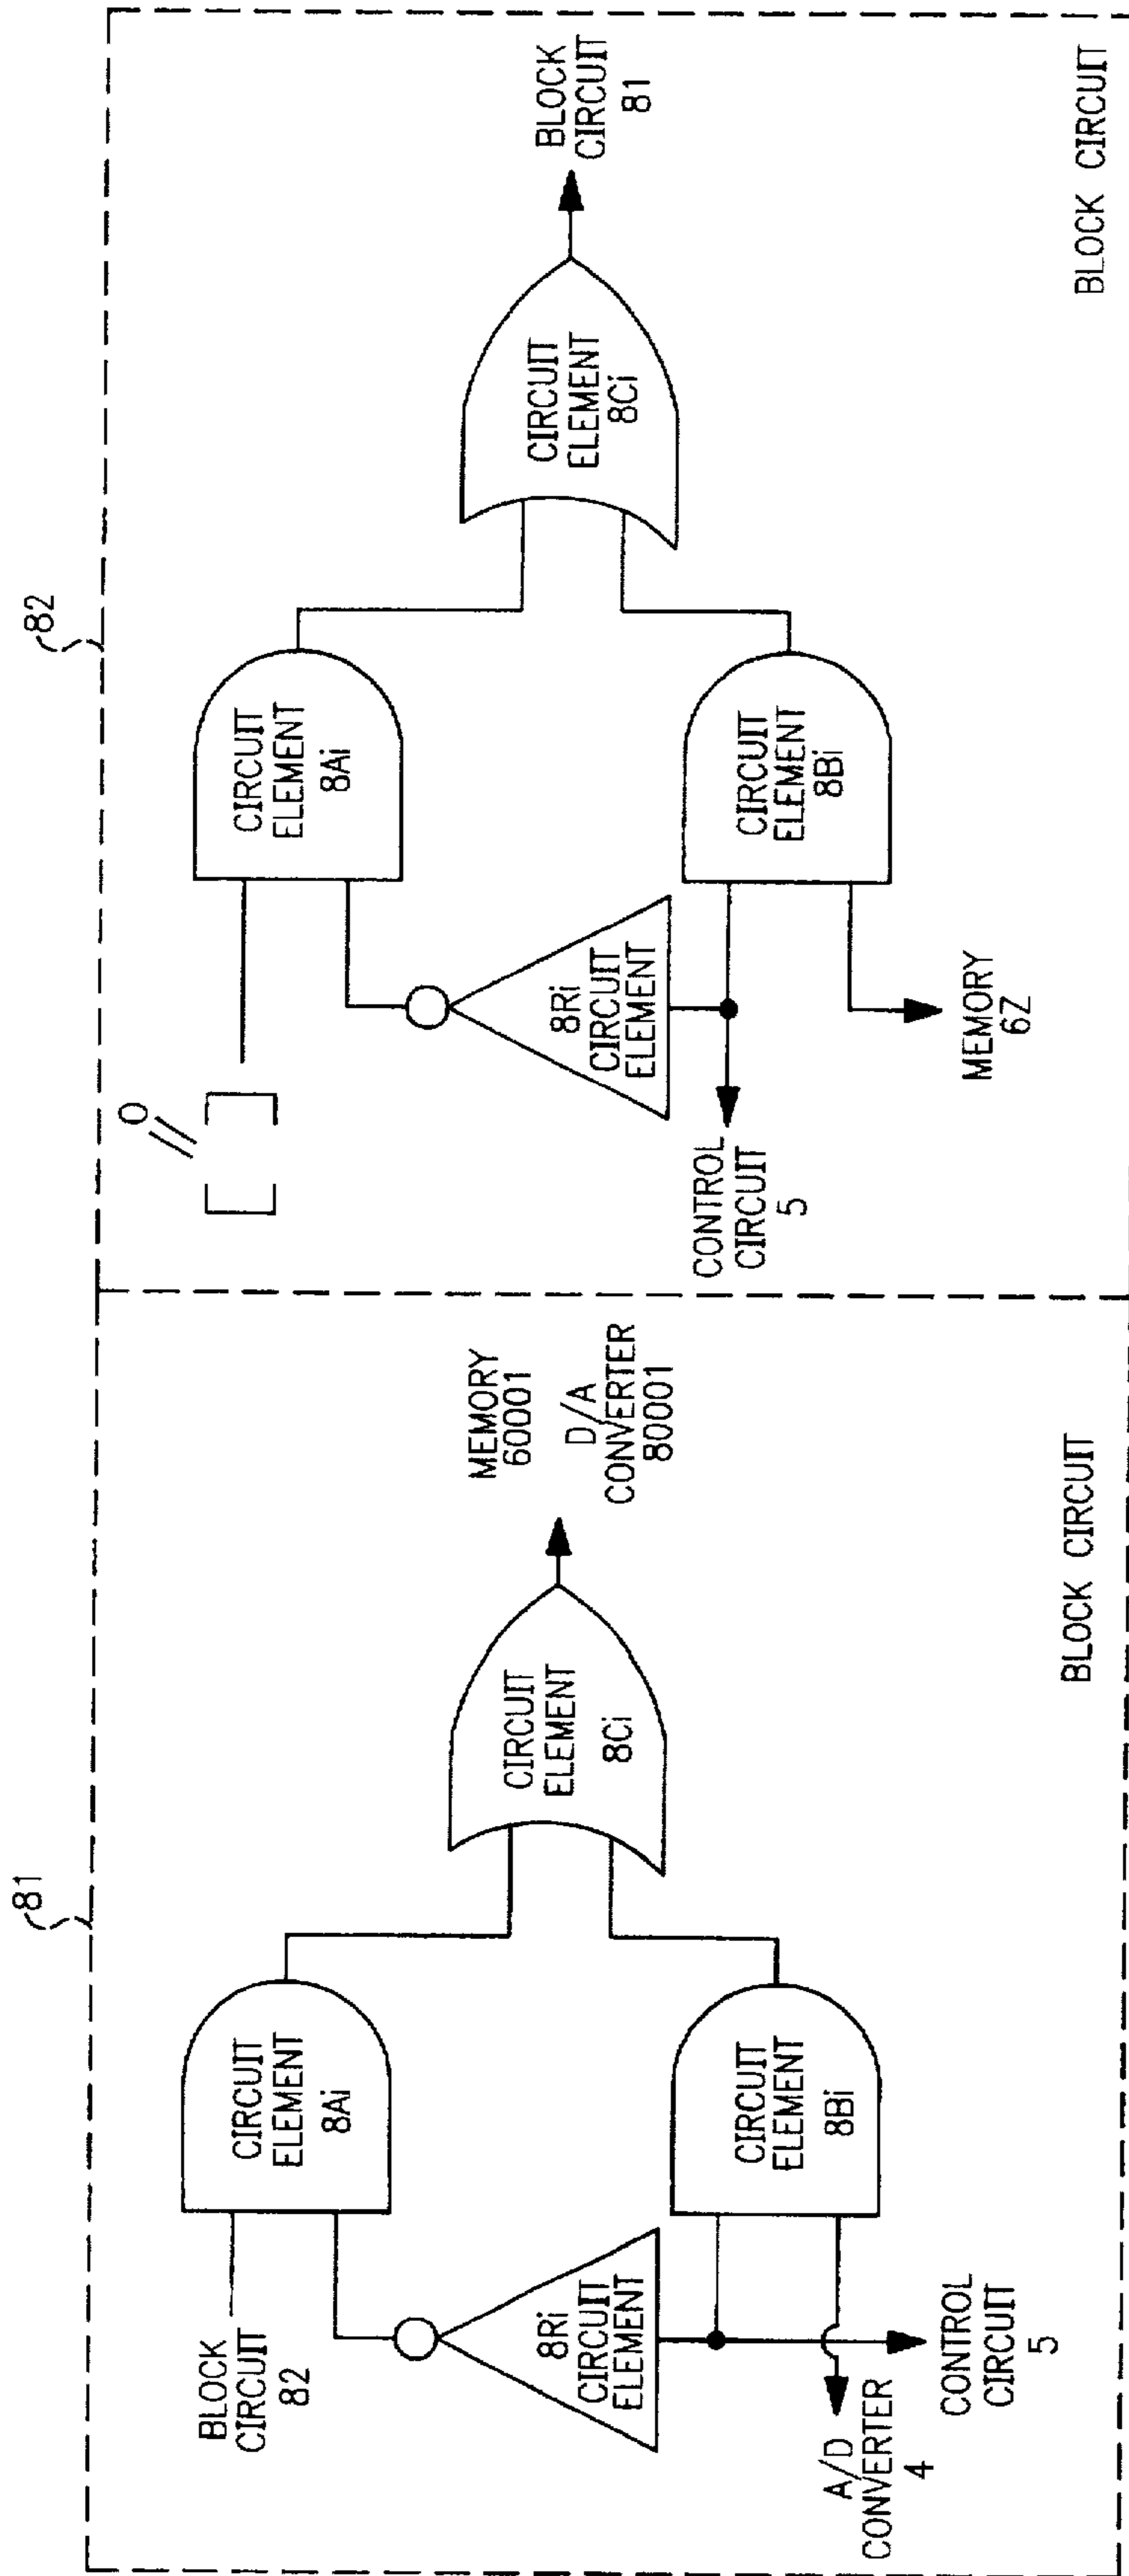 81
BLOCK
CIRCUIT
82
CIRCUIT
ELEMENT
8Ai
8Ri
CIRCUIT
ELEMENT
CIRCUIT
ELEMENT
8Bi
A/D
CONVERTER
4
CONTROL
CIRCUIT
5
CIRCUIT
ELEMENT
8Ci
MEMORY
60001
D/A
CONVERTER
80001
BLOCK CIRCUIT
82
"0"
CIRCUIT
ELEMENT
8Ai
8Ri
CIRCUIT
ELEMENT
CONTROL
CIRCUIT
5
CIRCUIT
ELEMENT
8Bi
MEMORY
6Z
CIRCUIT
ELEMENT
8Ci
BLOCK
CIRCUIT
81
BLOCK CIRCUIT